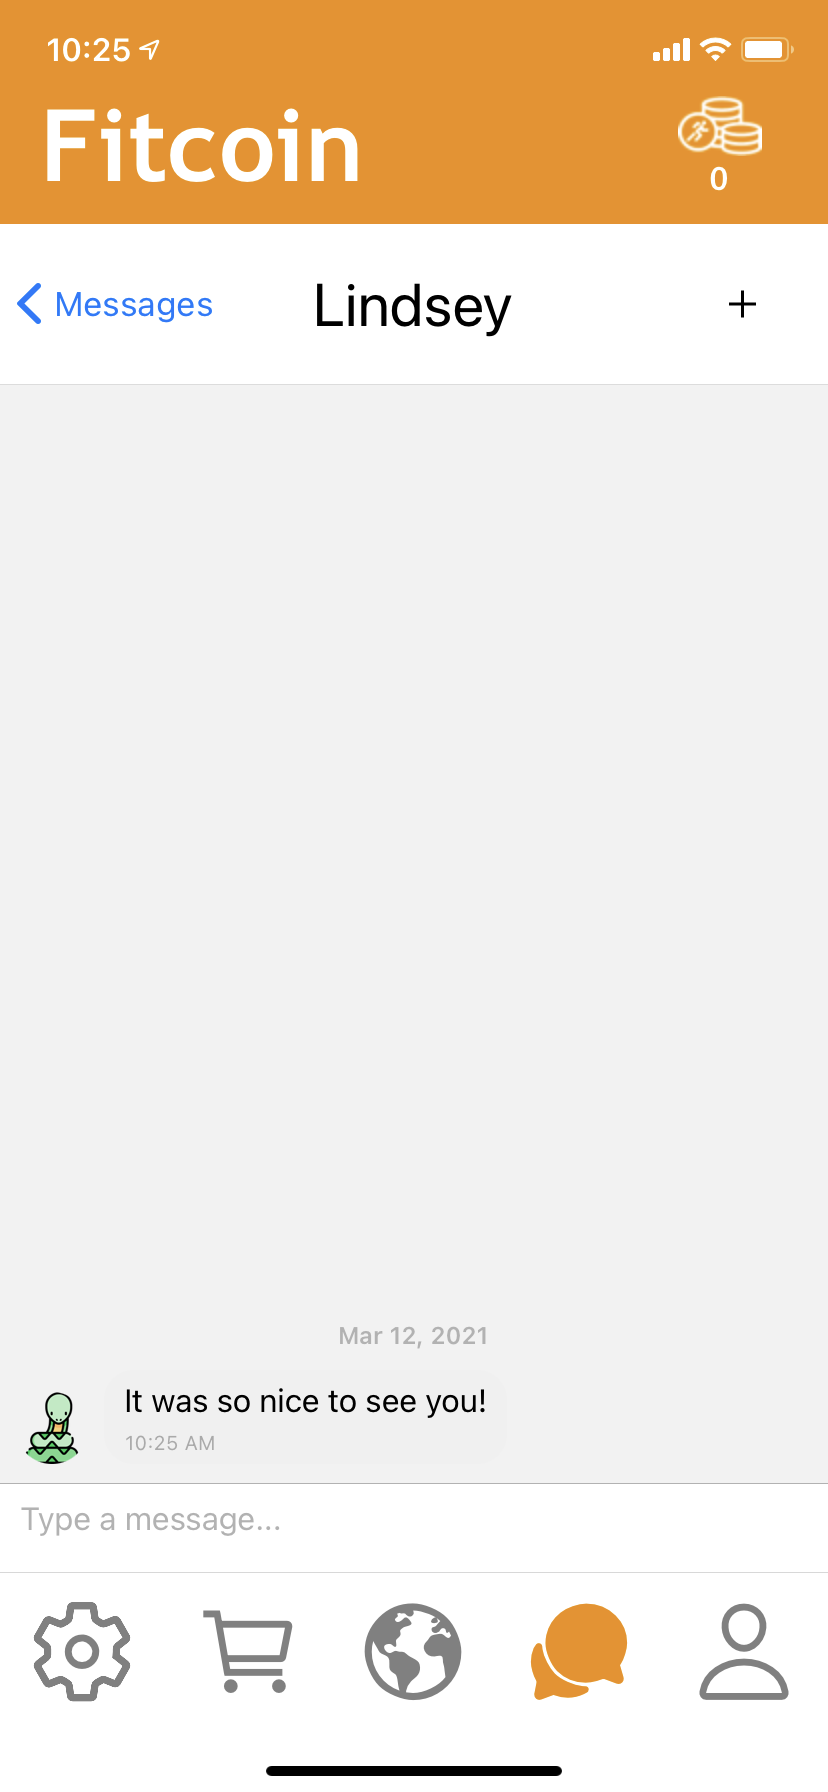 10:25
Fitcoin
0
Messages
Lindsey
+
Mar 12, 2021
It was so nice to see you!
10:25 AM
Type a message...